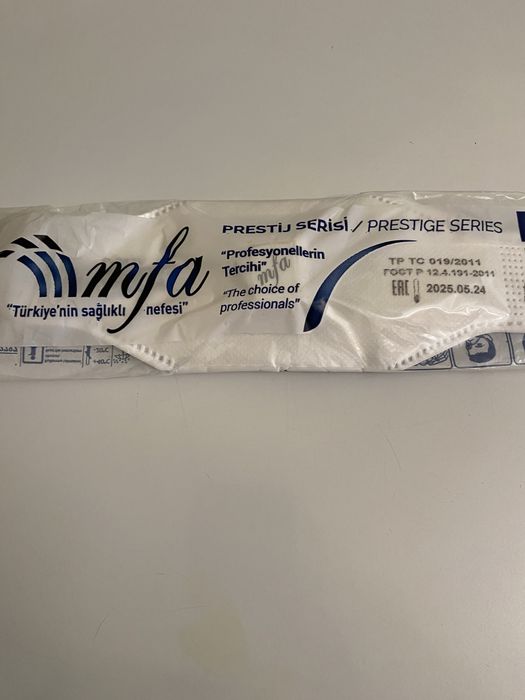 PRESTİJ SERİSİ / PRESTIGE SERIES
mfa
"Türkiye'nin sağlıklı nefesi"
"Profesyonellerin
Tercihi"
mfa
"The choice of
professionals"
TP TC 019/2011
ГОСТ Р 12.4.191-2011
EAC 2025.05.24